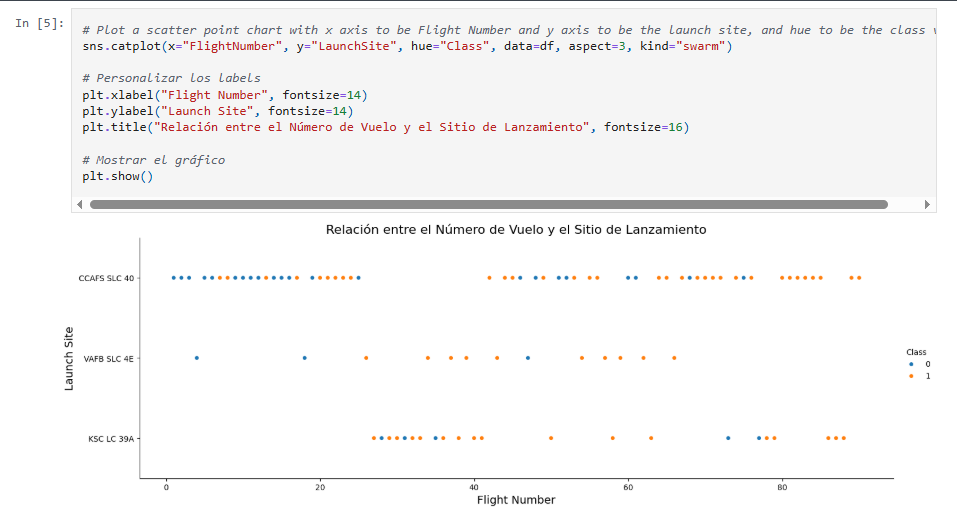 In [5]:
# Plot a scatter point chart with x axis to be Flight Number and y axis to be the launch site, and hue to be the class
sns.catplot(x="FlightNumber", y="LaunchSite", hue="Class", data=df, aspect=3, kind="swarm")
# Personalizar los labels
plt.xlabel("Flight Number", fontsize=14)
plt.ylabel("Launch Site", fontsize=14)
plt.title("Relación entre el Número de Vuelo y el Sitio de Lanzamiento", fontsize=16)
# Mostrar el gráfico
plt.show()
Relación entre el Número de Vuelo y el Sitio de Lanzamiento
CCAFS SLC 40
VAFB SLC 4E
KSC LC 39A
Launch Site
0 20 40 60 80
Flight Number
Class
0
1